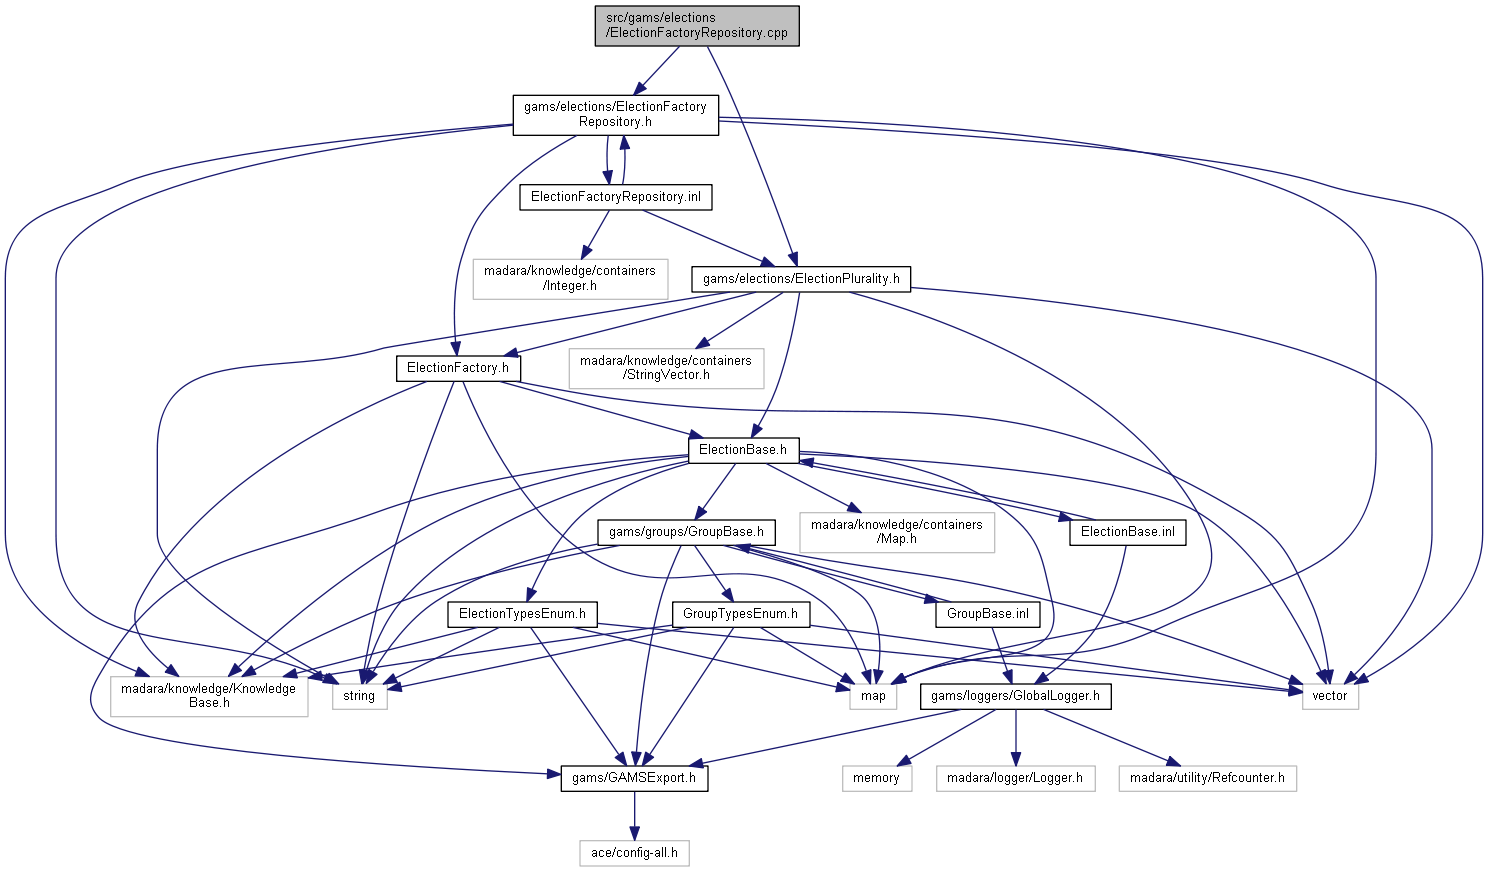 src/gams/elections
/ElectionFactoryRepository.cpp
gams/elections/ElectionFactory
Repository.h
ElectionFactoryRepository.inl
madara/knowledge/containers
/Integer.h
gams/elections/ElectionPlurality.h
ElectionFactory.h
madara/knowledge/containers
/StringVector.h
ElectionBase.h
gams/groups/GroupBase.h
madara/knowledge/containers
/Map.h
ElectionBase.inl
ElectionTypesEnum.h
GroupTypesEnum.h
GroupBase.inl
madara/knowledge/Knowledge
Base.h
string
map
gams/loggers/GlobalLogger.h
vector
gams/GAMSExport.h
memory
madara/logger/Logger.h
madara/utility/Refcounter.h
ace/config-all.h